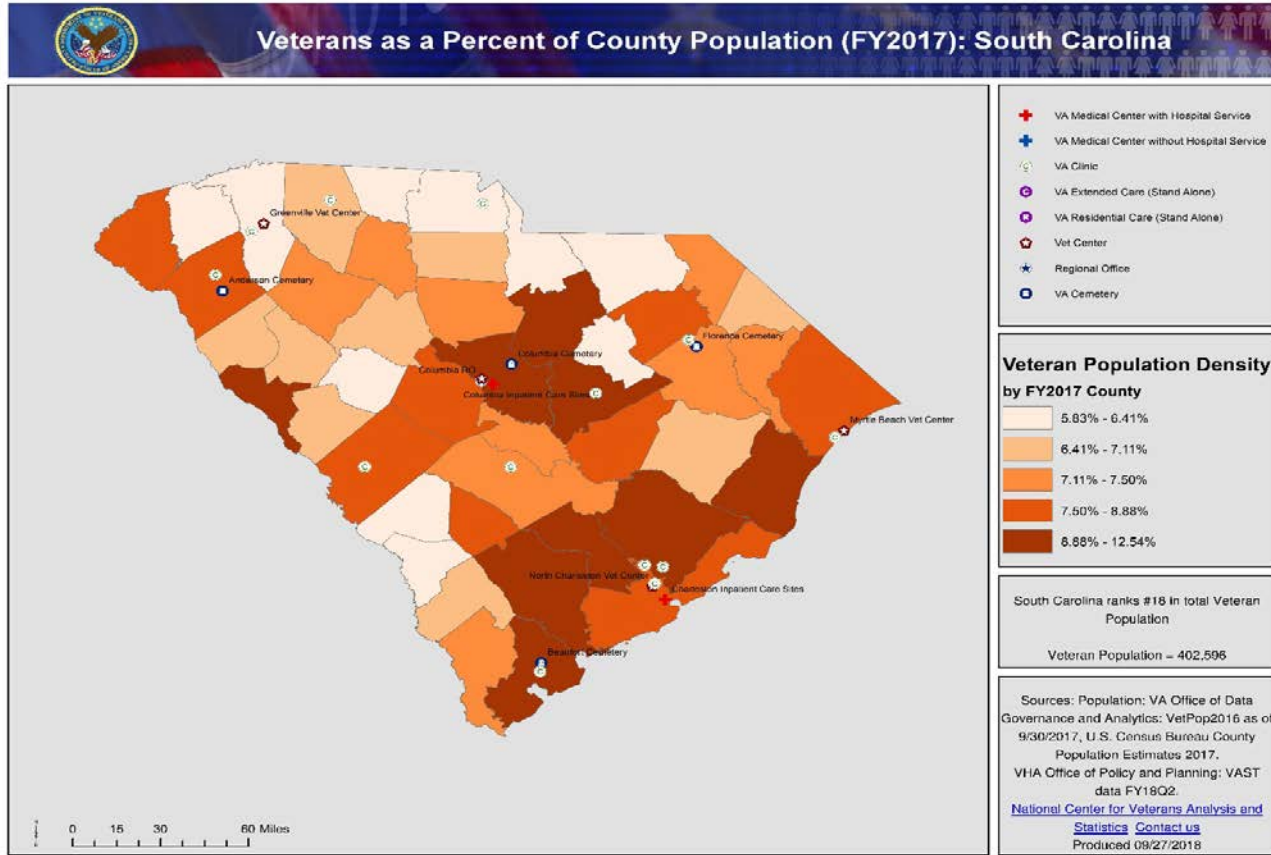 Veterans as a Percent of County Population (FY2017): South Carolina
VA Medical Center with Hospital Service
VA Medical Center without Hospital Service
VA Clinic
VA Extended Care (Stand Alone)
VA Residential Care (Stand Alone)
Vet Center
Regional Office
VA Cemetery
Greenville Vet Center
Anderson Cemetary
Florence Cemetary
Columbia Cemetary
Columbia RO
Columbia Inpatient Care Sites
Myrtle Beach Vet Center
North Charleston Vet Center
Charleston Inpatient Care Sites
Beaufort Cemetery
Veteran Population Density
by FY2017 County
5.83% - 6.41%
6.41% - 7.11%
7.11% - 7.50%
7.50% - 8.88%
8.88% - 12.54%
South Carolina ranks #18 in total Veteran
Population
Veteran Population = 402,596
Sources: Population: VA Office of Data
Governance and Analytics: VetPop2016 as of
9/30/2017, U.S. Census Bureau County
Population Estimates 2017.
VHA Office of Policy and Planning: VAST
data FY18Q2.
National Center for Veterans Analysis and
Statistics Contact us
Produced 09/27/2018
0 15 30 60 Miles